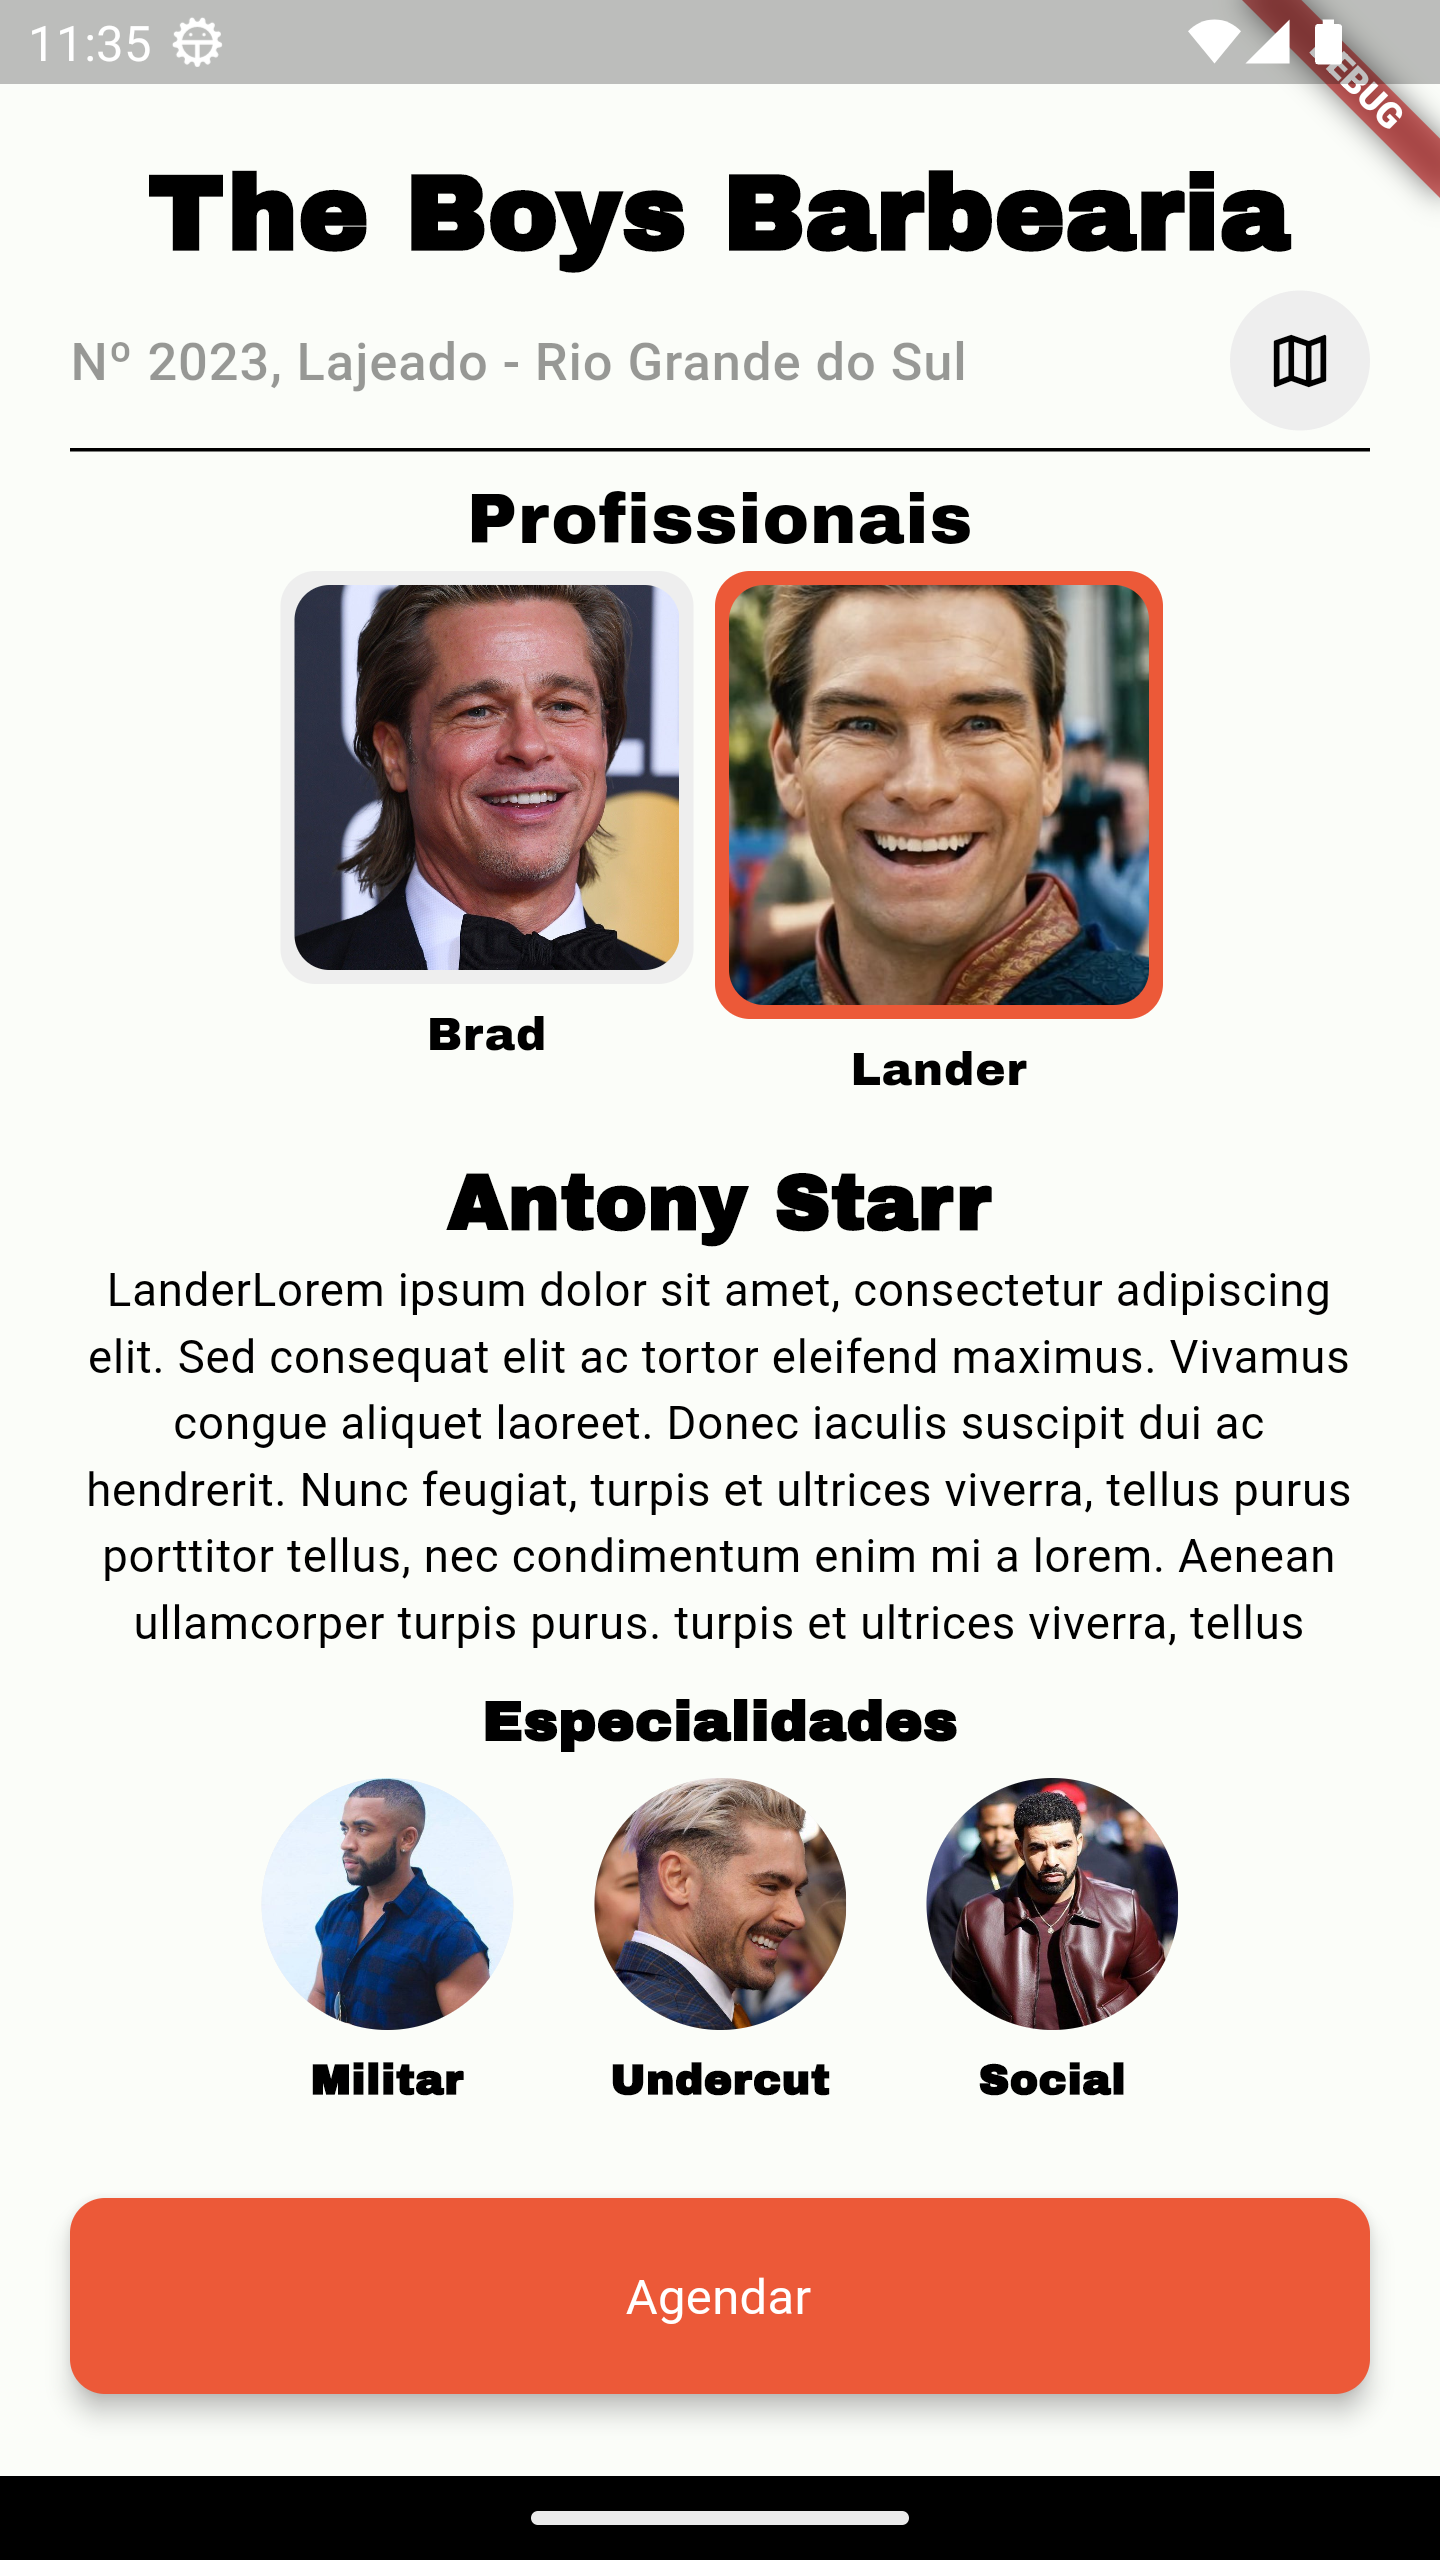 11:35
DEBUG
The Boys Barbearia
Nº 2023, Lajeado - Rio Grande do Sul
Profissionais
Brad
Lander
Antony Starr
LanderLorem ipsum dolor sit amet, consectetur adipiscing
elit. Sed consequat elit ac tortor eleifend maximus. Vivamus
congue aliquet laoreet. Donec iaculis suscipit dui ac
hendrerit. Nunc feugiat, turpis et ultrices viverra, tellus purus
porttitor tellus, nec condimentum enim mi a lorem. Aenean
ullamcorper turpis purus. turpis et ultrices viverra, tellus
Especialidades
Militar
Undercut
Social
Agendar